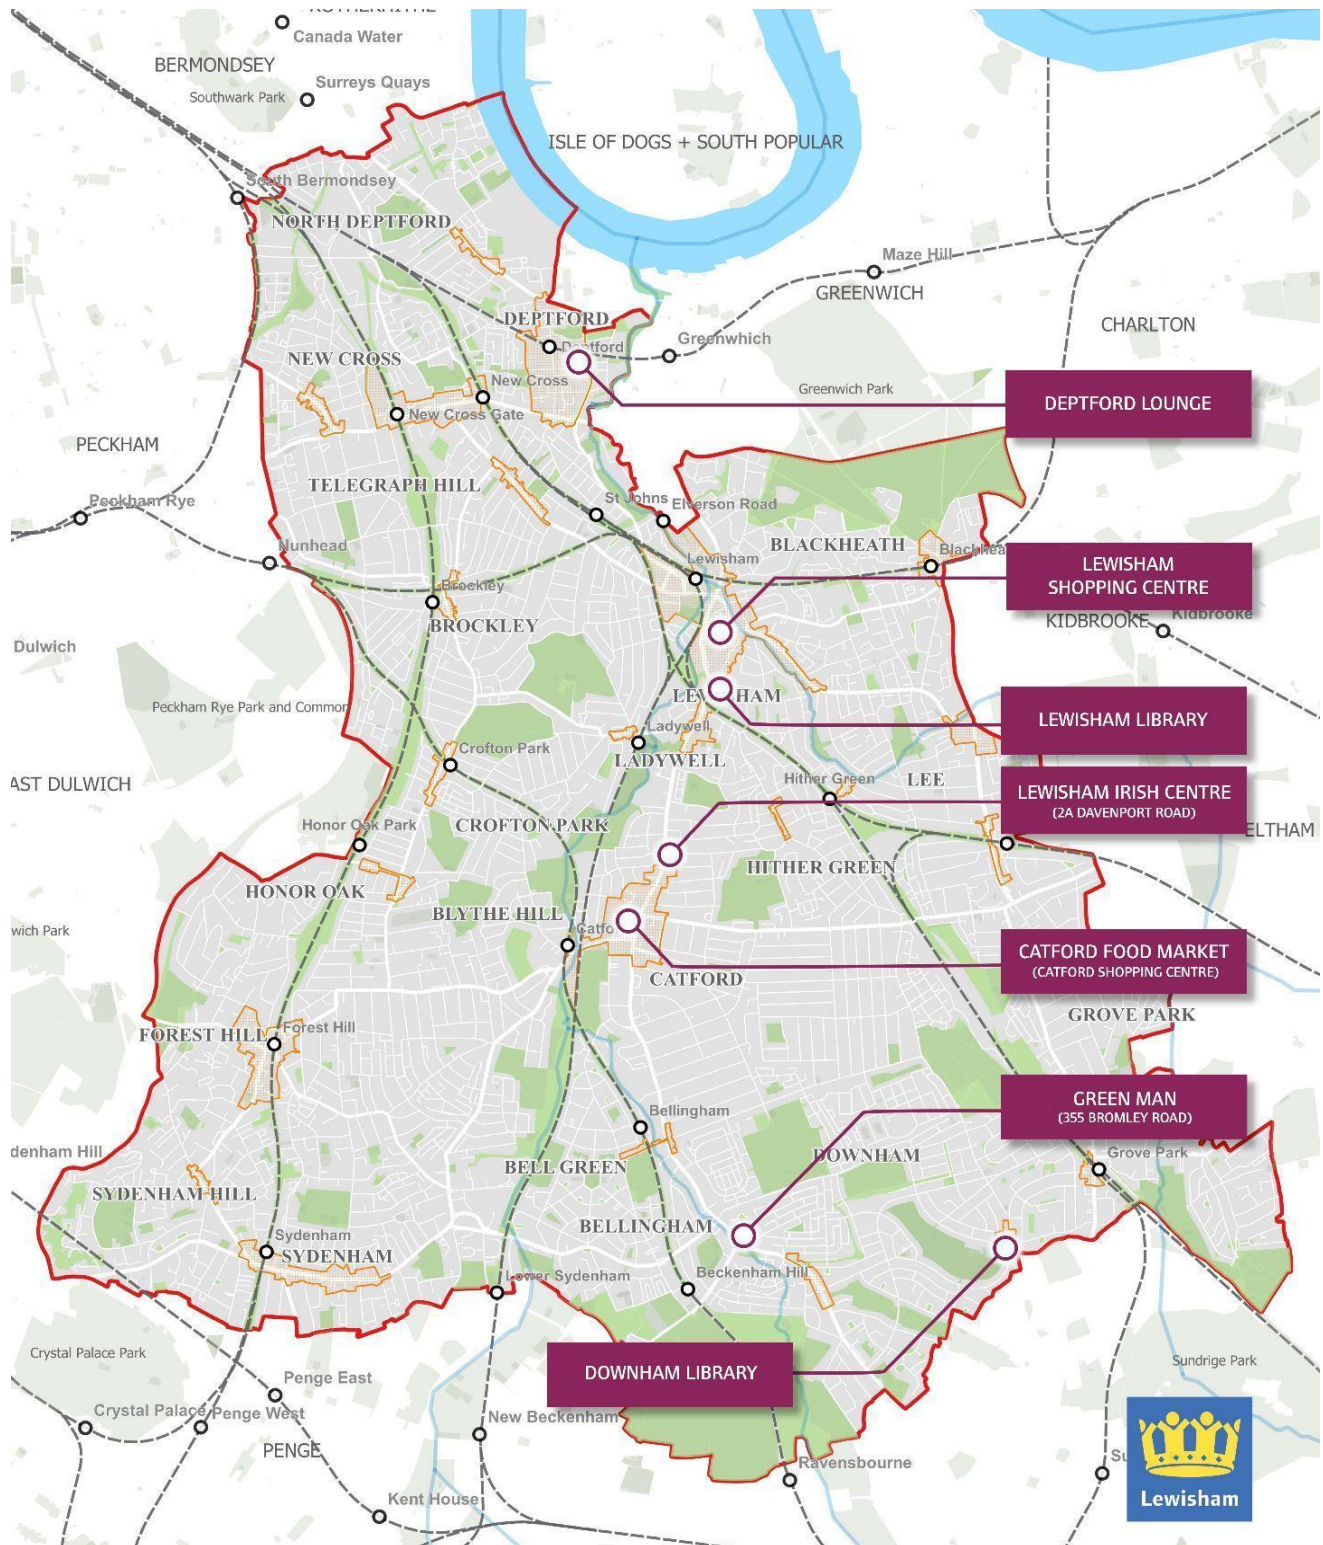 Canada Water
BERMONDSEY
Surreys Quays
Southwark Park
ISLE OF DOGS + SOUTH POPULAR
South Bermondsey
NORTH DEPTFORD
Maze Hill
GREENWICH
CHARLTON
DEPTFORD
Deptford
Greenwhich
NEW CROSS
New Cross
New Cross Gate
Greenwich Park
DEPTFORD LOUNGE
PECKHAM
TELEGRAPH HILL
Peckham Rye
St Johns
Elverson Road
Nunhead
BLACKHEATH
Lewisham
LEWISHAM
SHOPPING CENTRE
Brockley
BROCKLEY
KIDBROOKE
Kidbrooke
Dulwich
Peckham Rye Park and Common
LEWISHAM LIBRARY
Ladywell
LADYWELL
Crofton Park
AST DULWICH
Hither Green
LEE
LEWISHAM IRISH CENTRE
(2A DAVENPORT ROAD)
Honor Oak Park
CROFTON PARK
ELTHAM
HITHER GREEN
HONOR OAK
BLYTHE HILL
wich Park
Catfo
CATFORD FOOD MARKET
(CATFORD SHOPPING CENTRE)
CATFORD
GROVE PARK
FOREST HILL
Forest Hill
GREEN MAN
(355 BROMLEY ROAD)
Bellingham
denham Hill
DOWNHAM
Grove Park
BELL GREEN
SYDENHAM HILL
BELLINGHAM
Sydenham
SYDENHAM
Lower Sydenham
Beckenham Hill
Crystal Palace Park
DOWNHAM LIBRARY
Sundrige Park
Penge East
Crystal Palace
Penge West
New Beckenham
PENGE
Ravensbourne
Kent House
Lewisham